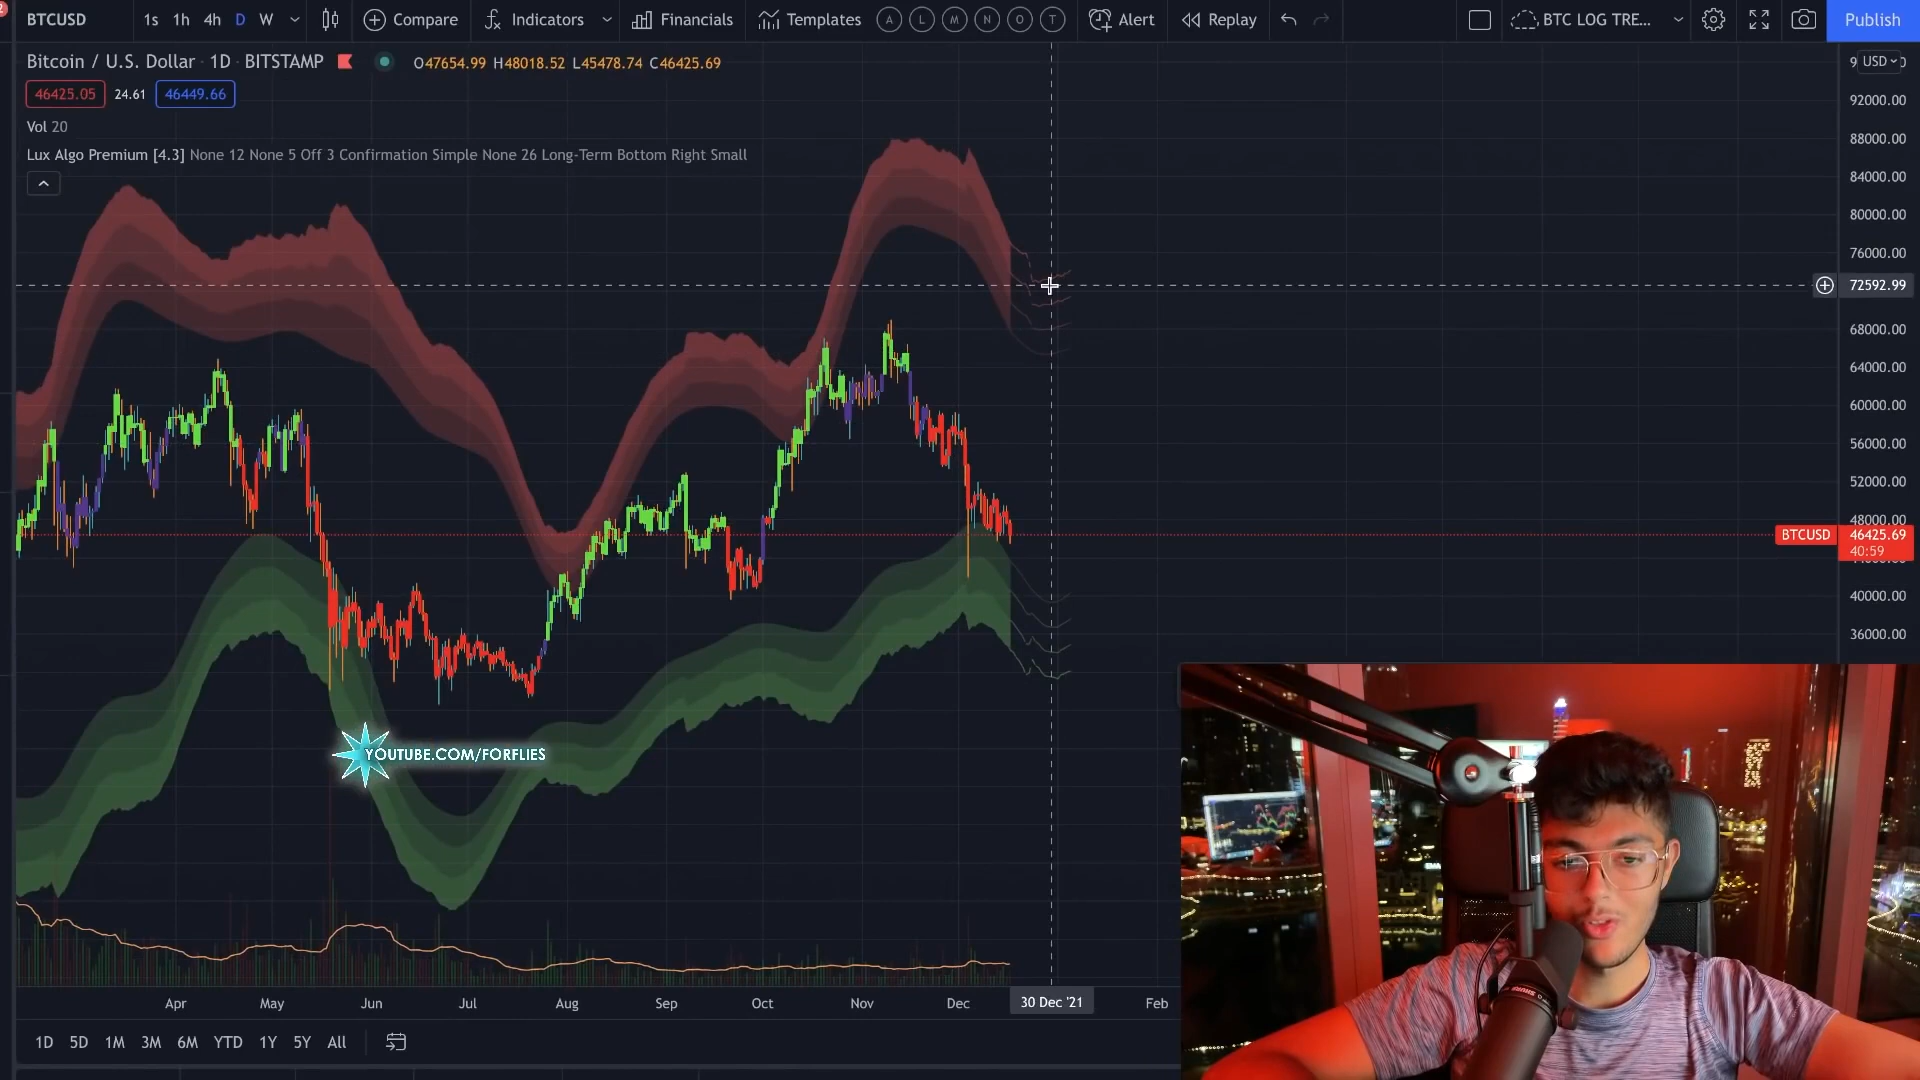 BTCUSD 1s 1h 4h D W Compare Indicators Financials Templates A L M N O T Alert Replay BTC LOG TRE... Publish
Bitcoin / U.S. Dollar · 1D · BITSTAMP O47654.99 H48018.52 L45478.74 C46425.69
USD
46425.05 24.61 46449.66
Vol 20
Lux Algo Premium [4.3] None 12 None 5 Off 3 Confirmation Simple None 26 Long-Term Bottom Right Small
92000.00
88000.00
84000.00
80000.00
76000.00
72592.99
68000.00
64000.00
60000.00
56000.00
52000.00
48000.00
BTCUSD 46425.69
40:59
40000.00
36000.00
YOUTUBE.COM/FORFLIES
Apr May Jun Jul Aug Sep Oct Nov Dec 30 Dec '21 Feb
1D 5D 1M 3M 6M YTD 1Y 5Y All